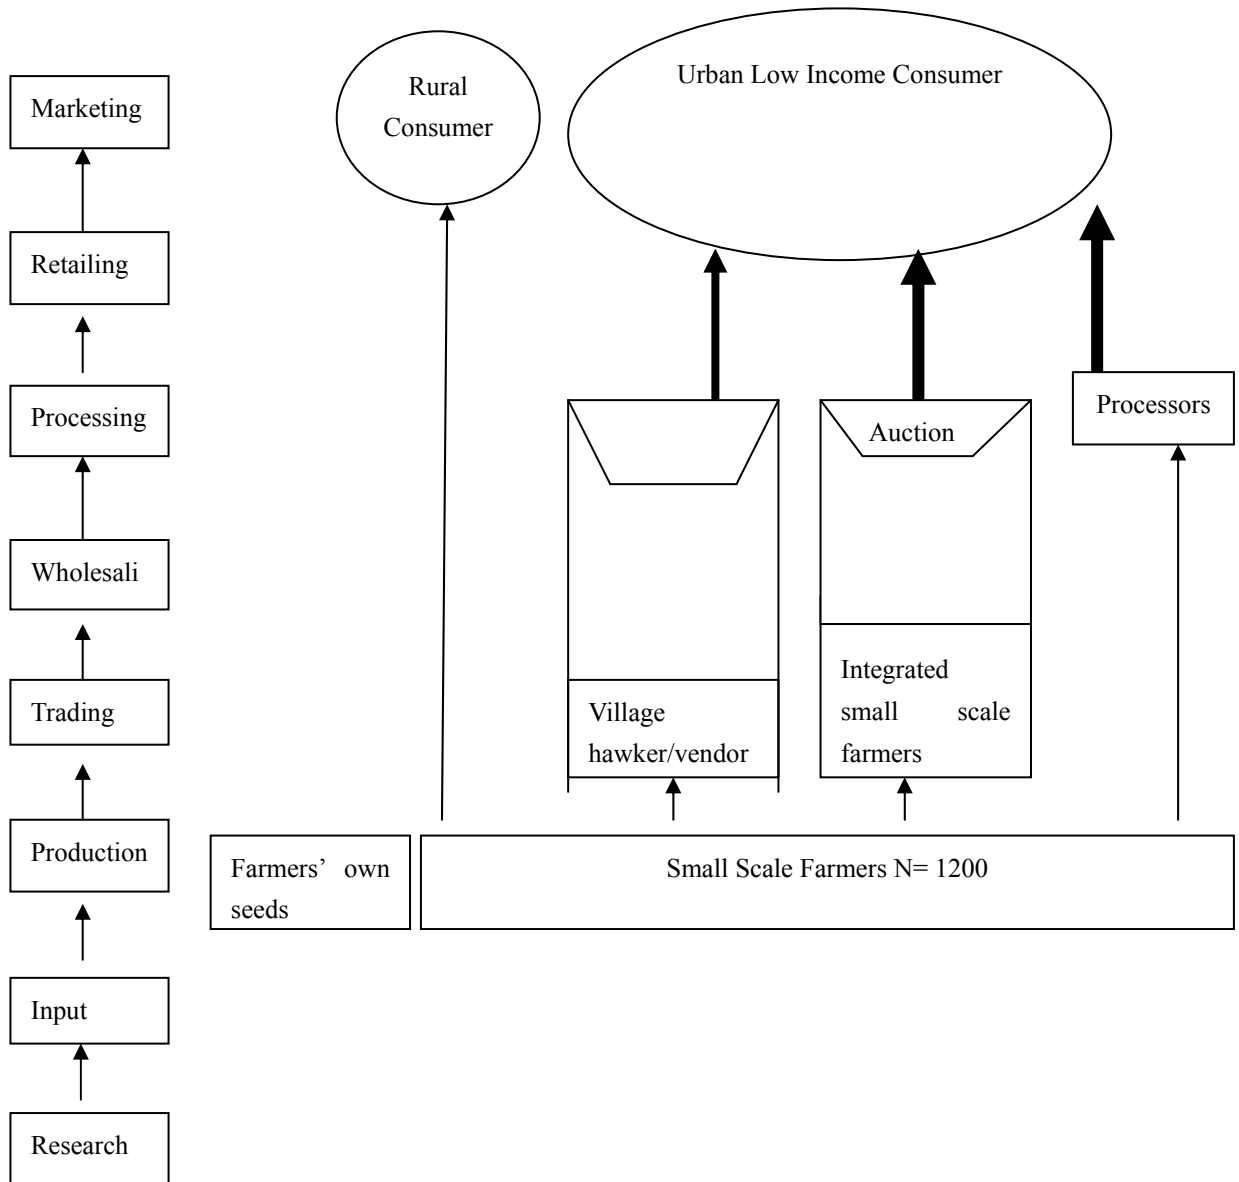 Marketing
Retailing
Processing
Wholesali
Trading
Production
Input
Research
Rural
Consumer
Urban Low Income Consumer
Auction
Processors
Village
hawker/vendor
Integrated
small scale
farmers
Farmers' own
seeds
Small Scale Farmers N= 1200